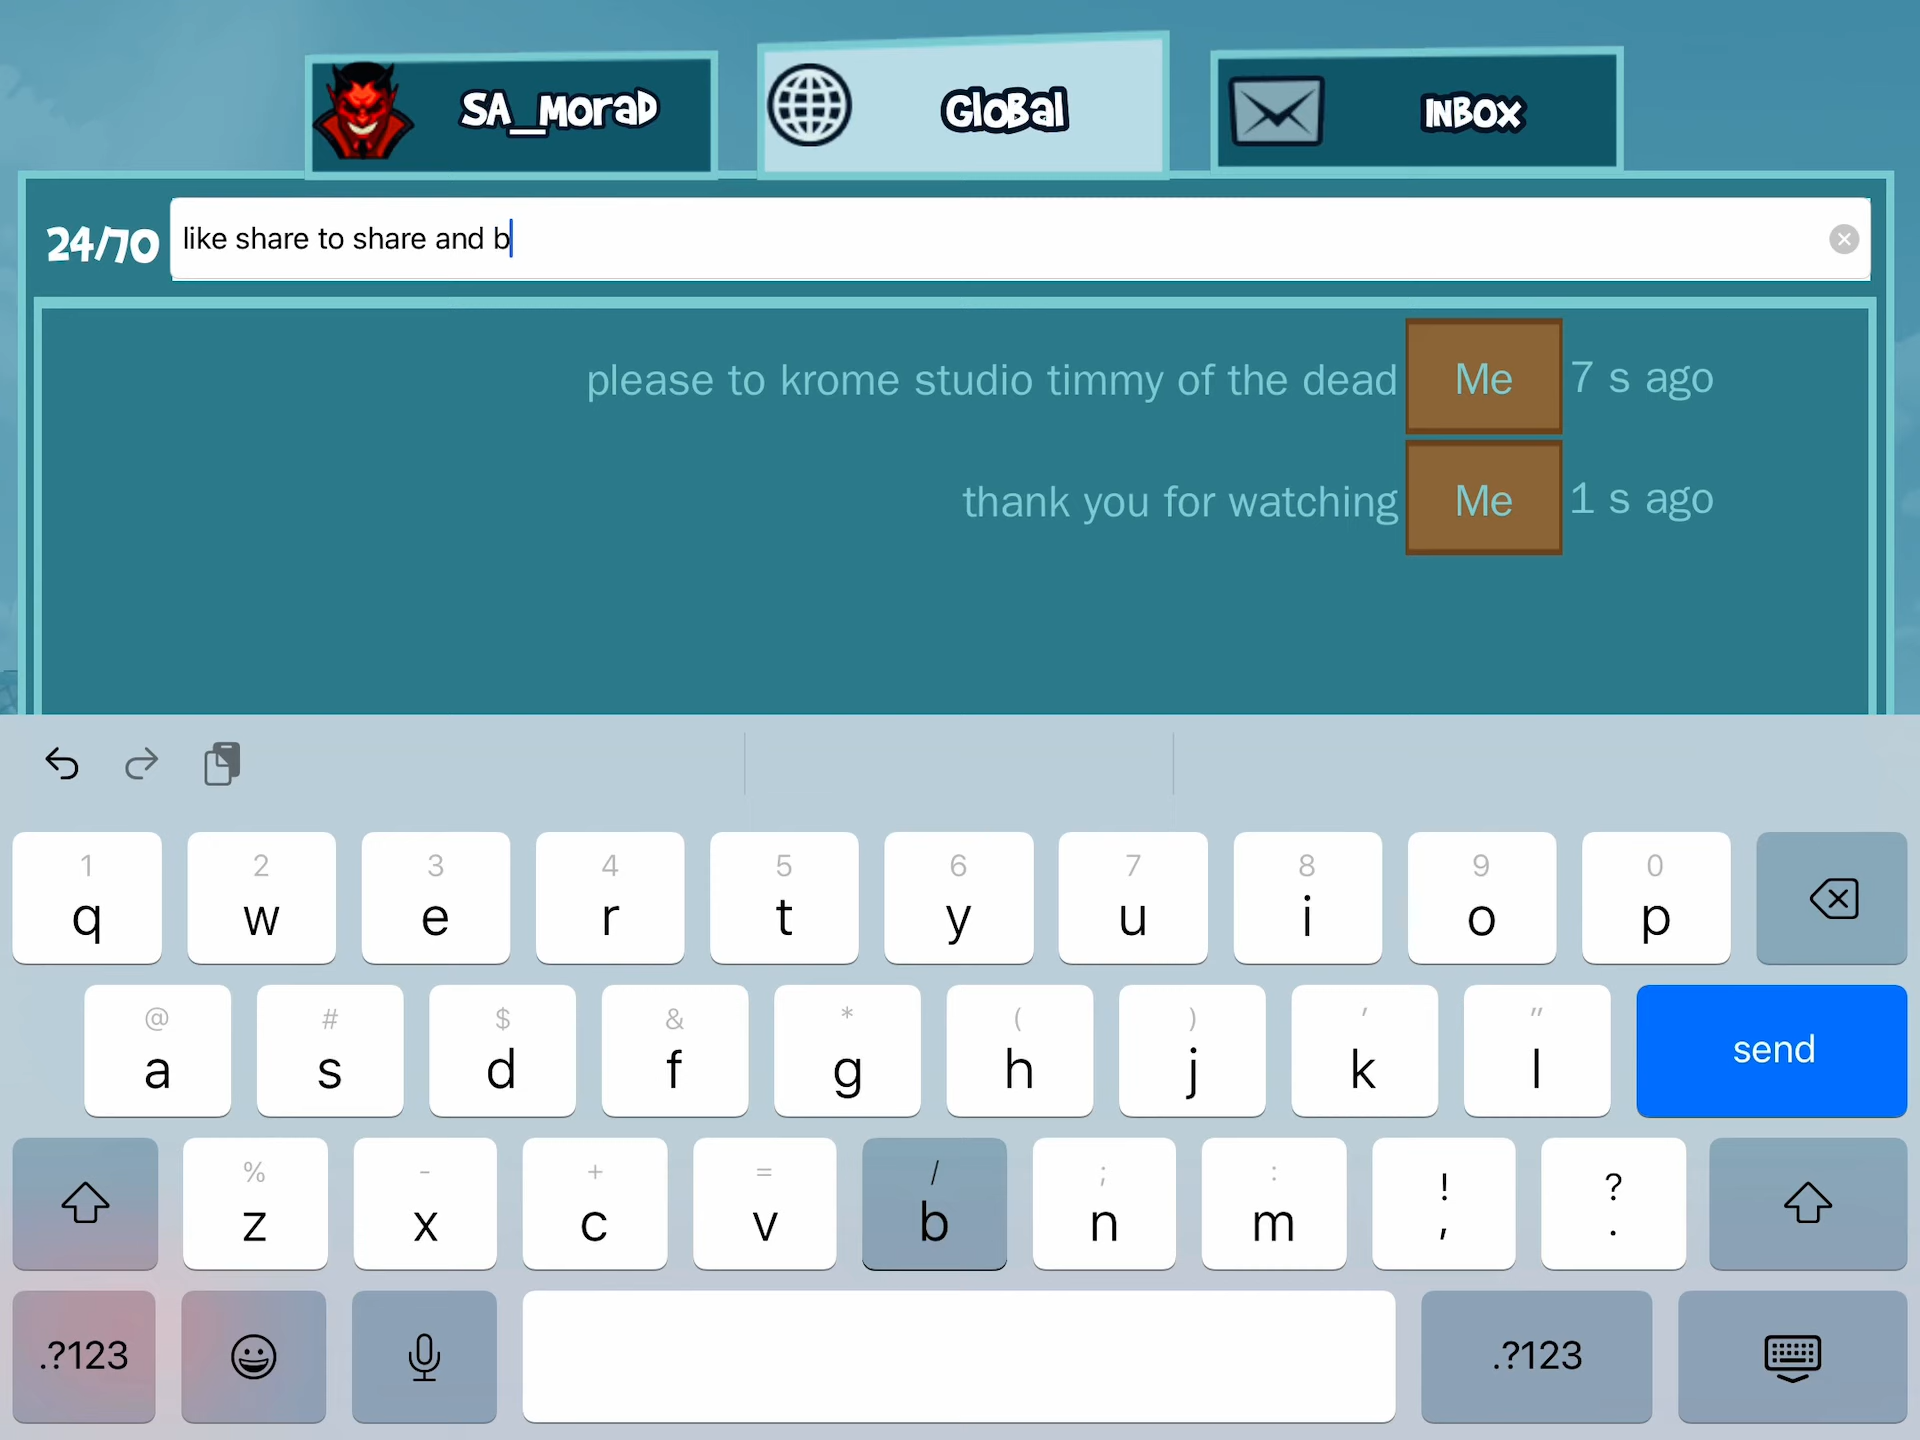 SA_MORAD
GLOBAL
INBOX
24/70 like share to share and b
please to krome studio timmy of the dead Me 7 s ago
thank you for watching Me 1 s ago
1 2 3 4 5 6 7 8 9 0
q w e r t y u i o p
@ # $ & * ( ) ' "
a s d f g h j k l send
% - + = / ; : ! ?
z x c v b n m , .
.?123 .?123